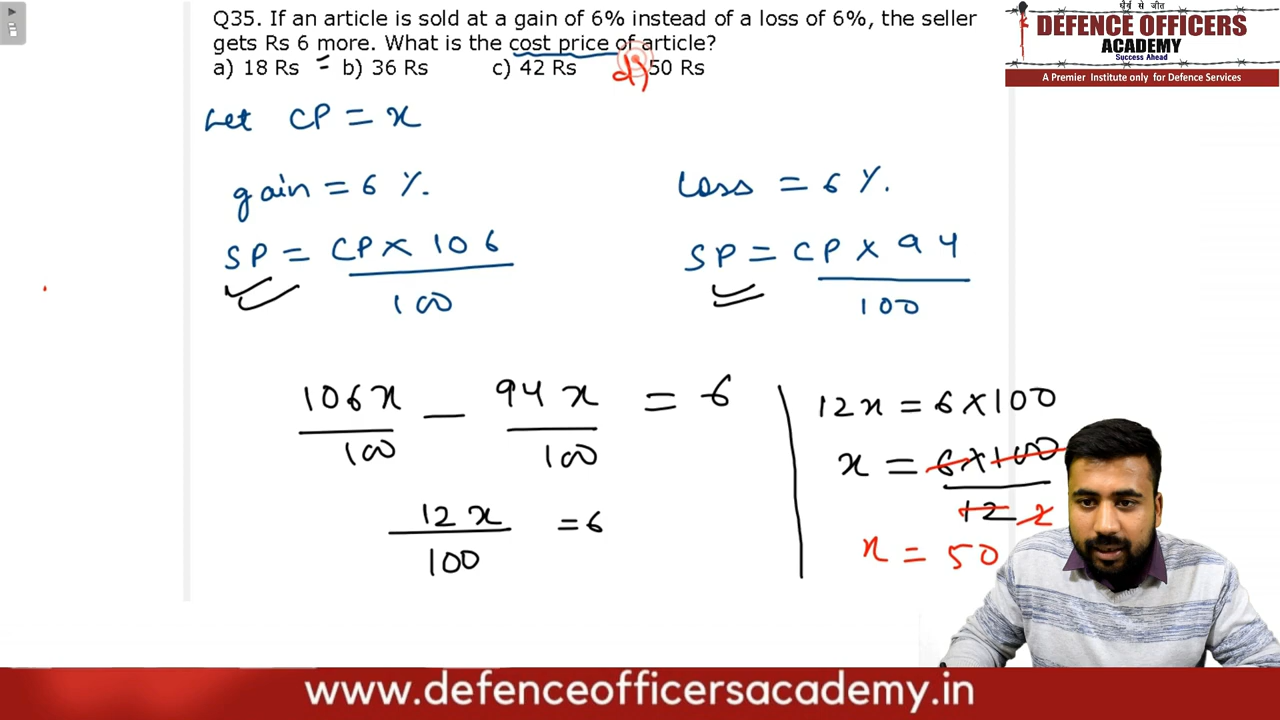 Q35. If an article is sold at a gain of 6% instead of a loss of 6%, the seller
gets Rs 6 more. What is the cost price of article?
a) 18 Rs b) 36 Rs c) 42 Rs d) 50 Rs
शौर्य से जीत
DEFENCE OFFICERS
ACADEMY
Success Ahead
A Premier Institute only for Defence Services
Let CP = x
gain = 6 %.
SP = CP × 106
100
Loss = 6 %.
SP = CP × 94
100
106x – 94 x = 6
100 100
12 x = 6
100
12x = 6 × 100
x = 6 × 100
12 2
x = 50
www.defenceofficersacademy.in